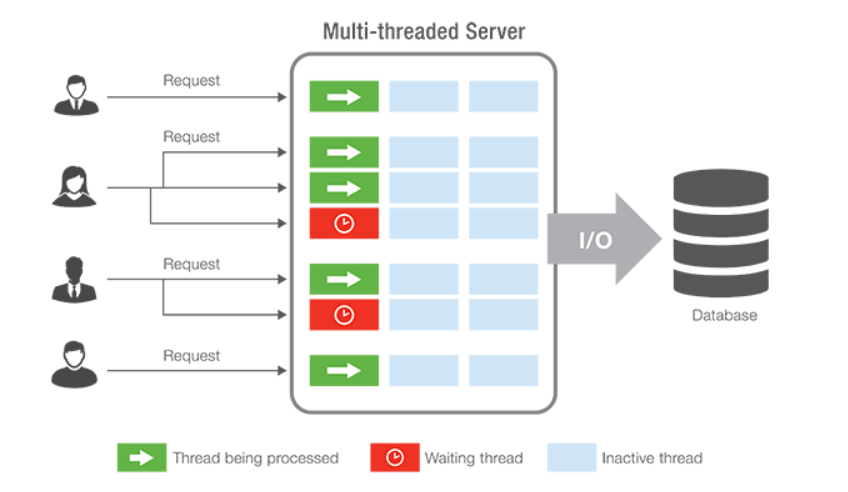 Multi-threaded Server
Request
Request
Request
Request
I/O
Database
Thread being processed
Waiting thread
Inactive thread